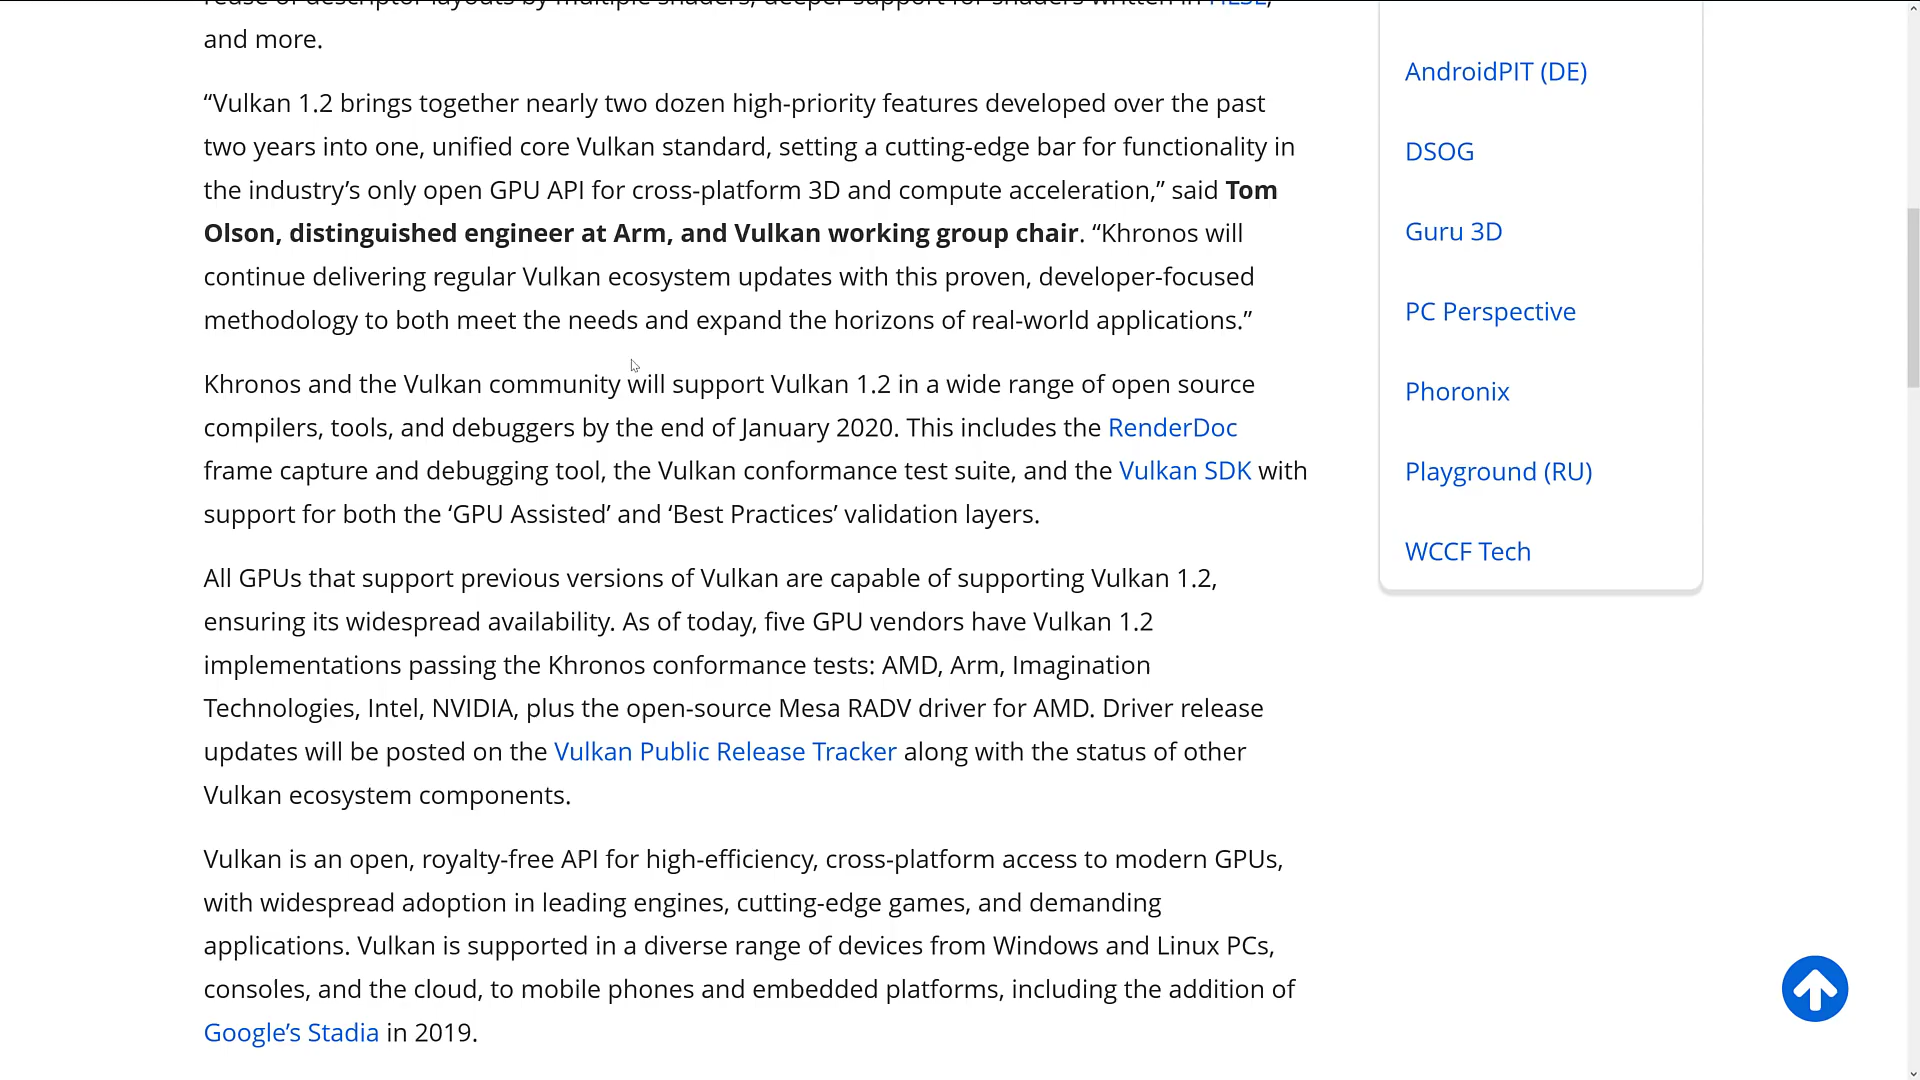 and more.
“Vulkan 1.2 brings together nearly two dozen high-priority features developed over the past
two years into one, unified core Vulkan standard, setting a cutting-edge bar for functionality in
the industry’s only open GPU API for cross-platform 3D and compute acceleration,” said Tom
Olson, distinguished engineer at Arm, and Vulkan working group chair. “Khronos will
continue delivering regular Vulkan ecosystem updates with this proven, developer-focused
methodology to both meet the needs and expand the horizons of real-world applications.”
Khronos and the Vulkan community will support Vulkan 1.2 in a wide range of open source
compilers, tools, and debuggers by the end of January 2020. This includes the RenderDoc
frame capture and debugging tool, the Vulkan conformance test suite, and the Vulkan SDK with
support for both the ‘GPU Assisted’ and ‘Best Practices’ validation layers.
All GPUs that support previous versions of Vulkan are capable of supporting Vulkan 1.2,
ensuring its widespread availability. As of today, five GPU vendors have Vulkan 1.2
implementations passing the Khronos conformance tests: AMD, Arm, Imagination
Technologies, Intel, NVIDIA, plus the open-source Mesa RADV driver for AMD. Driver release
updates will be posted on the Vulkan Public Release Tracker along with the status of other
Vulkan ecosystem components.
Vulkan is an open, royalty-free API for high-efficiency, cross-platform access to modern GPUs,
with widespread adoption in leading engines, cutting-edge games, and demanding
applications. Vulkan is supported in a diverse range of devices from Windows and Linux PCs,
consoles, and the cloud, to mobile phones and embedded platforms, including the addition of
Google’s Stadia in 2019.
AndroidPIT (DE)
DSOG
Guru 3D
PC Perspective
Phoronix
Playground (RU)
WCCF Tech